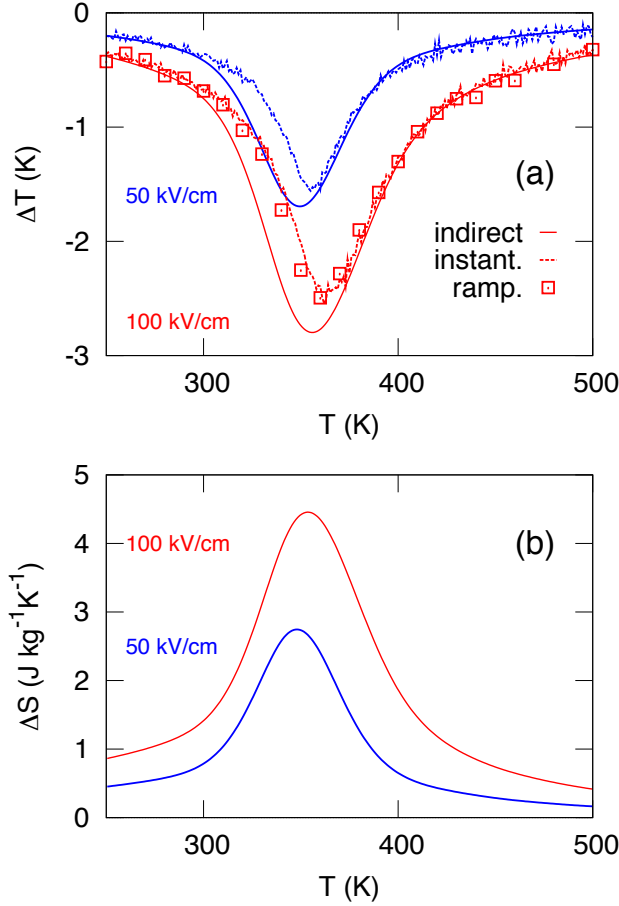 0
-1
-2
-3
ΔT (K)
(a)
50 kV/cm
indirect
instant.
ramp.
100 kV/cm
300 400 500
T (K)
5
4
3
2
1
0
ΔS (J kg⁻¹K⁻¹)
(b)
100 kV/cm
50 kV/cm
300 400 500
T (K)